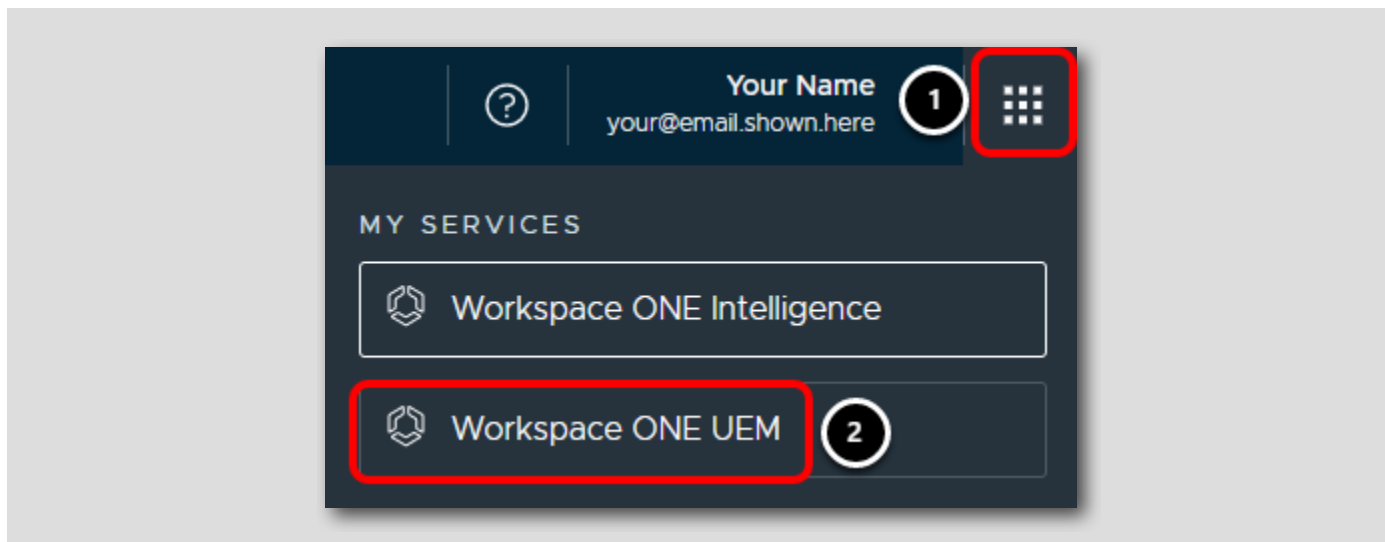 ?
Your Name
1
your@email.shown.here
MY SERVICES
Workspace ONE Intelligence
Workspace ONE UEM
2